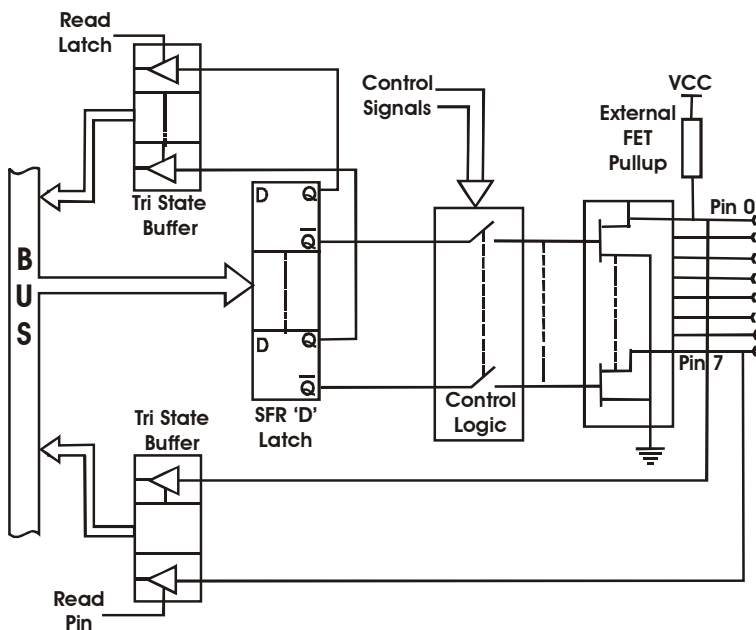 Read
Latch
Control
Signals
VCC
External
FET
Pullup
Tri State
Buffer
D Q
Q
Pin 0
BUS
D Q
Q
Pin 7
SFR 'D'
Latch
Control
Logic
Tri State
Buffer
Read
Pin